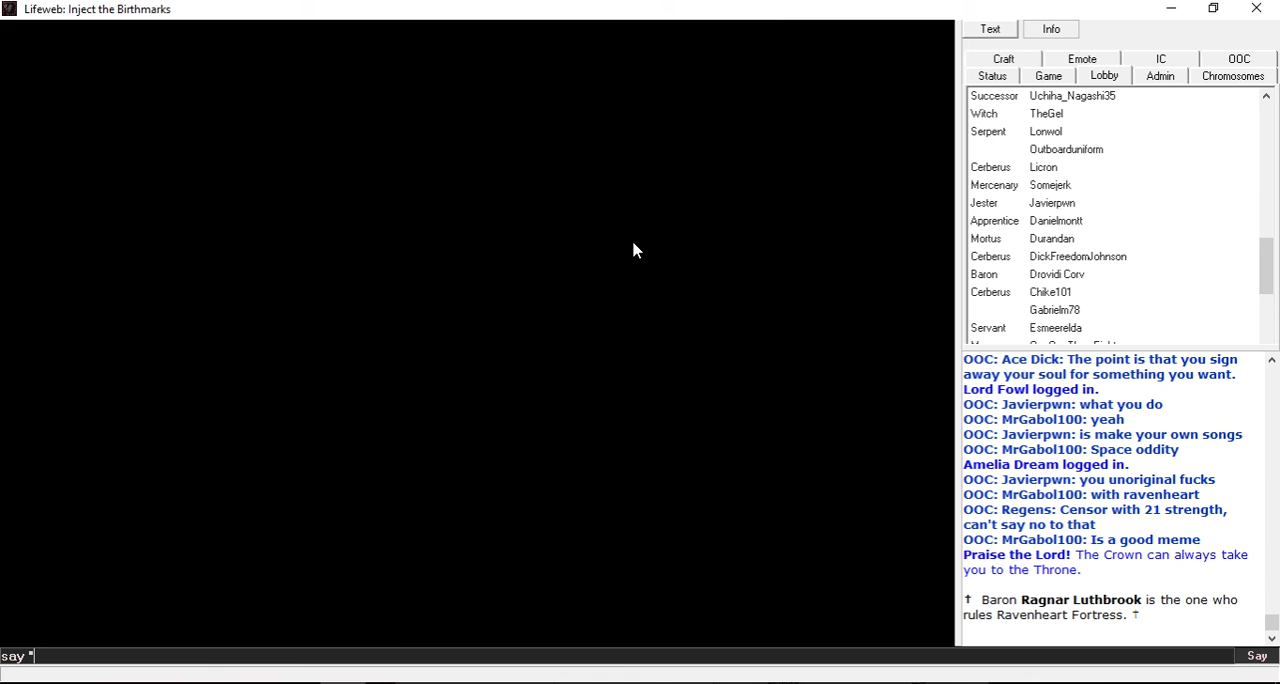 Lifeweb: Inject the Birthmarks
Text Info
Craft Emote IC OOC
Status Game Lobby Admin Chromosomes
Successor Uchiha_Nagashi35
Witch TheGel
Serpent Lonwol
Outboarduniform
Cerberus Licron
Mercenary Somejerk
Jester Javierpwn
Apprentice Danielmontt
Mortus Durandan
Cerberus DickFreedomJohnson
Baron Drovidi Corv
Cerberus Chike101
Gabrielm78
Servant Esmeerelda
OOC: Ace Dick: The point is that you sign
away your soul for something you want.
Lord Fowl logged in.
OOC: Javierpwn: what you do
OOC: MrGabol100: yeah
OOC: Javierpwn: is make your own songs
OOC: MrGabol100: Space oddity
Amelia Dream logged in.
OOC: Javierpwn: you unoriginal fucks
OOC: MrGabol100: with ravenheart
OOC: Regens: Censor with 21 strength,
can't say no to that
OOC: MrGabol100: Is a good meme
Praise the Lord! The Crown can always take
you to the Throne.
† Baron Ragnar Luthbrook is the one who
rules Ravenheart Fortress. †
say "
Say